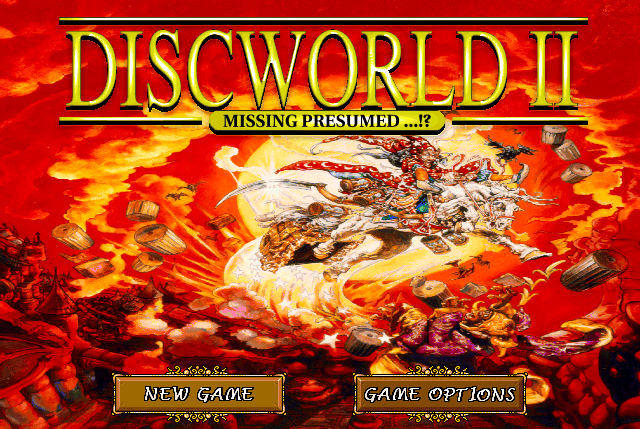 DISCWORLD II
MISSING PRESUMED ...!?
NEW GAME
GAME OPTIONS